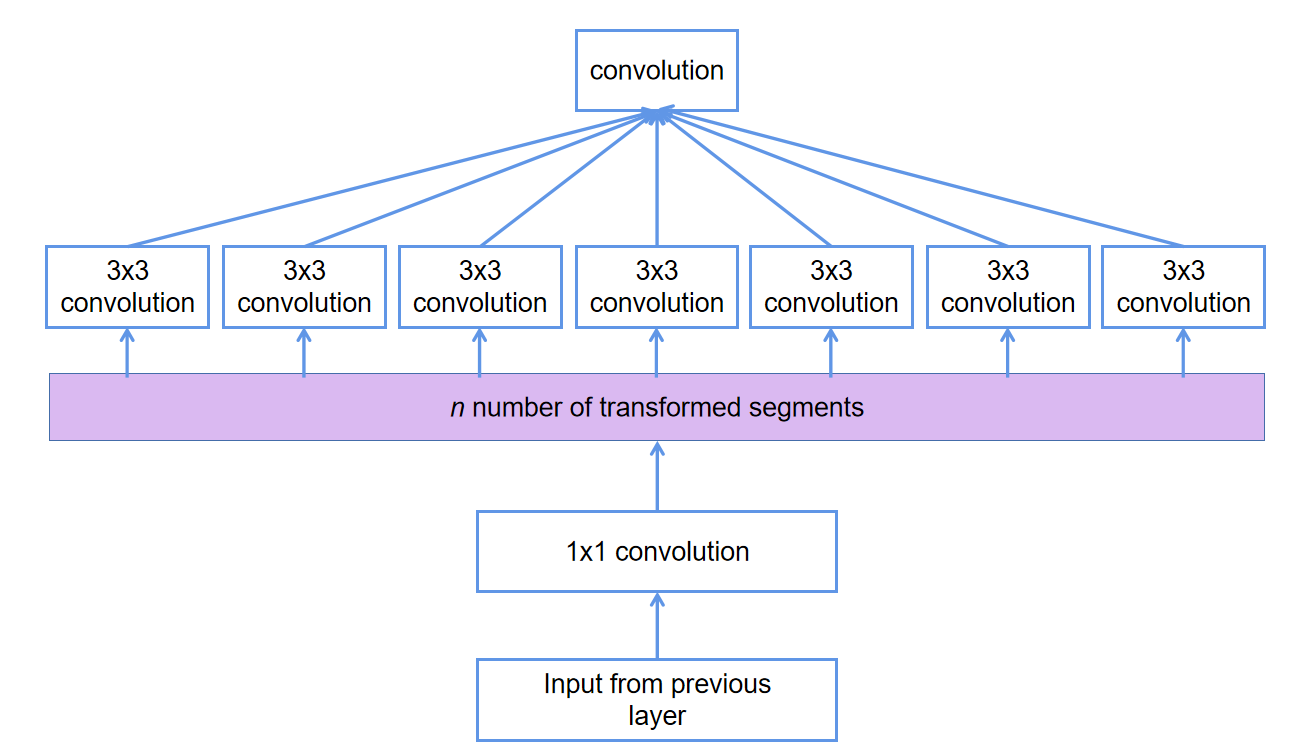 convolution
3x3
convolution
3x3
convolution
3x3
convolution
3x3
convolution
3x3
convolution
3x3
convolution
3x3
convolution
n number of transformed segments
1x1 convolution
Input from previous
layer